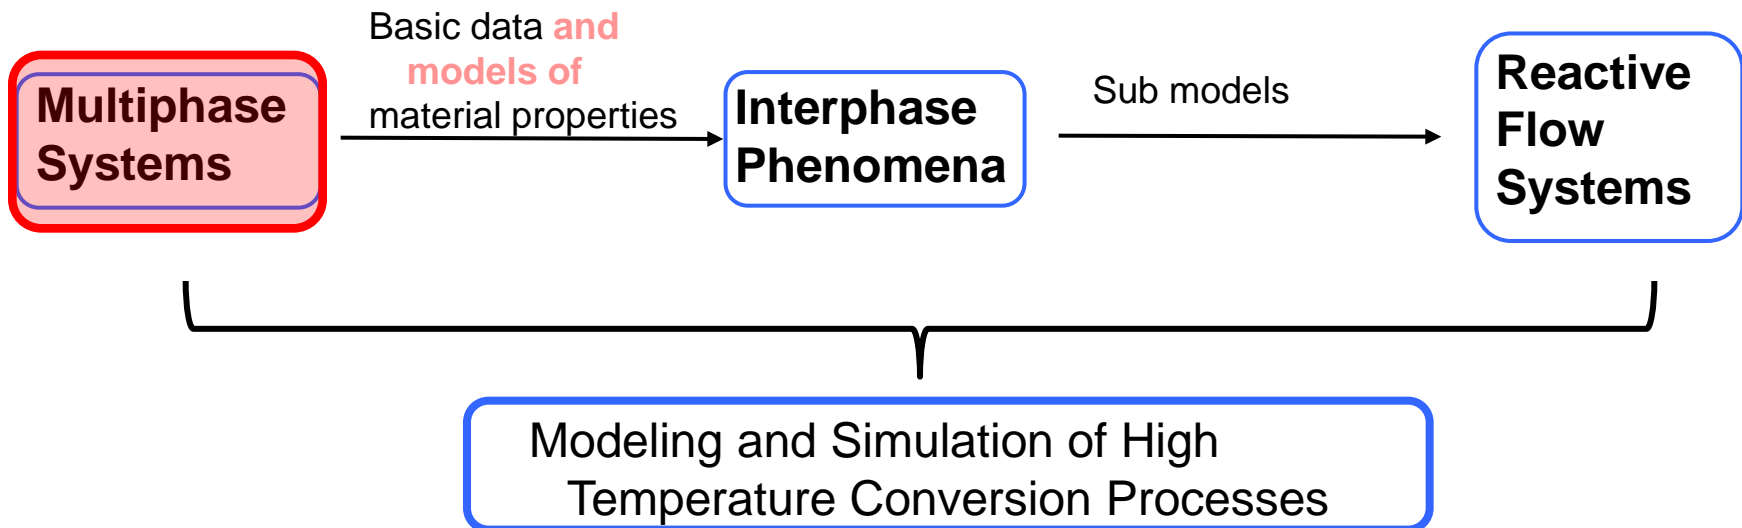 Basic data and
models of
material properties
Multiphase
Systems
Interphase
Phenomena
Sub models
Reactive
Flow
Systems
Modeling and Simulation of High
Temperature Conversion Processes